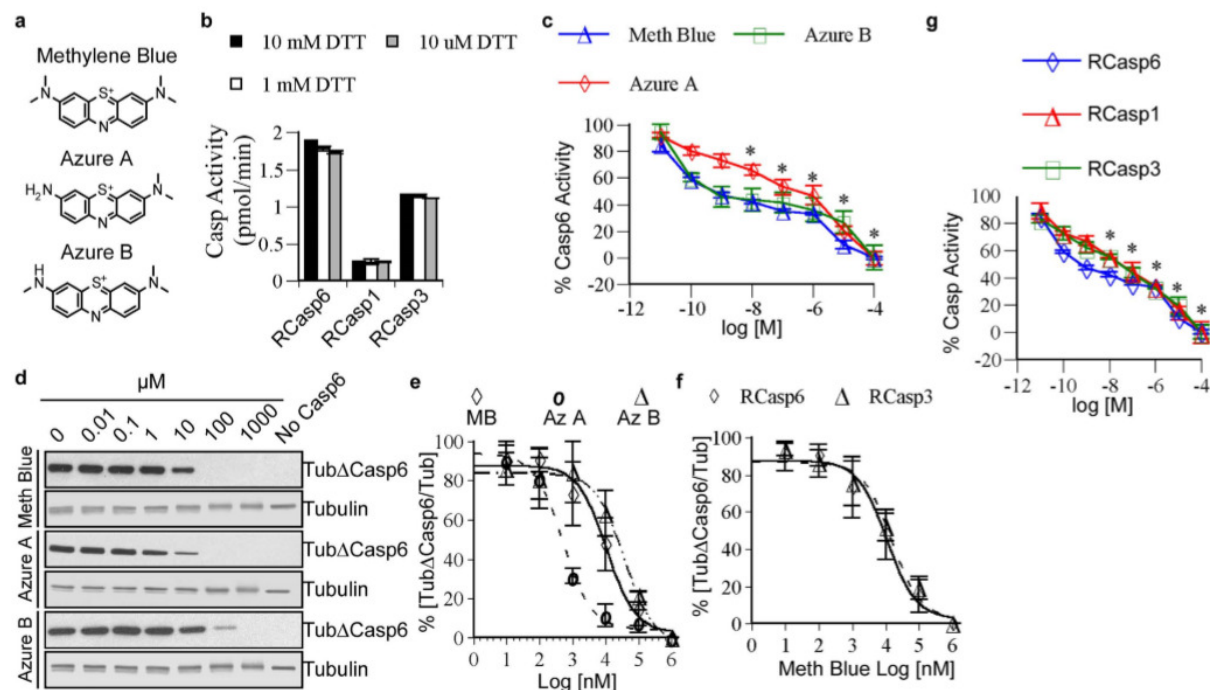 a
Methylene Blue
N
S+
N
N
Azure A
H2N
S+
N
N
Azure B
H
N
S+
N
N
b
10 mM DTT
10 uM DTT
1 mM DTT
Casp Activity
(pmol/min)
2
1.5
1
0.5
0
RCasp6
RCasp1
RCasp3
c
Meth Blue
Azure B
Azure A
% Casp6 Activity
100
80
60
40
20
0
-20
* * * * *
-12 -10 -8 -6 -4
log [M]
g
RCasp6
RCasp1
RCasp3
% Casp Activity
100
80
60
40
20
0
-20
* * * * *
-12 -10 -8 -6 -4
log [M]
d
µM
0 0.01 0.1 1 10 100 1000 No Casp6
Meth Blue
TubΔCasp6
Tubulin
Azure A
TubΔCasp6
Tubulin
Azure B
TubΔCasp6
Tubulin
e
MB
Az A
Az B
% [TubΔCasp6/Tub]
100
80
60
40
20
0
0 1 2 3 4 5 6
Log [nM]
f
RCasp6
RCasp3
% [TubΔCasp6/Tub]
100
80
60
40
20
0
0 1 2 3 4 5 6
Meth Blue Log [nM]